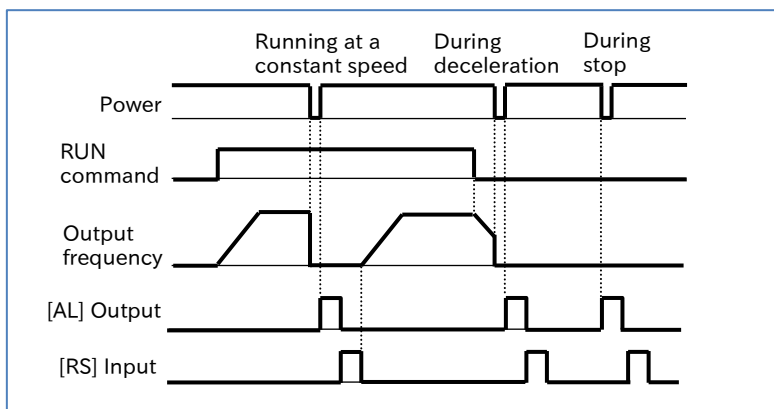 Running at a
constant speed
During
deceleration
During
stop
Power
RUN
command
Output
frequency
[AL] Output
[RS] Input